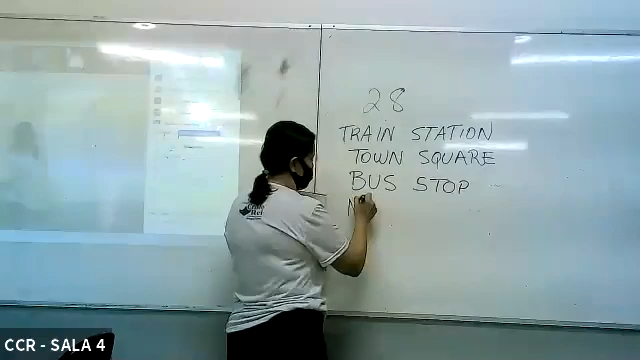 28
TRAIN STATION
TOWN SQUARE
BUS STOP
CCR - SALA 4